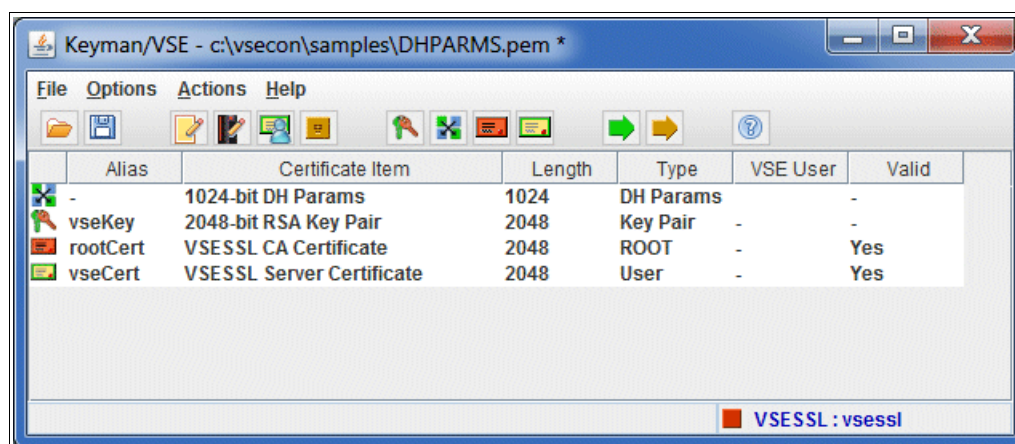 Keyman/VSE - c:\vsecon\samples\DHPARMS.pem *
File Options Actions Help
Alias Certificate Item Length Type VSE User Valid
- 1024-bit DH Params 1024 DH Params -
vseKey 2048-bit RSA Key Pair 2048 Key Pair - -
rootCert VSESSL CA Certificate 2048 ROOT - Yes
vseCert VSESSL Server Certificate 2048 User - Yes
VSESSL : vsessl